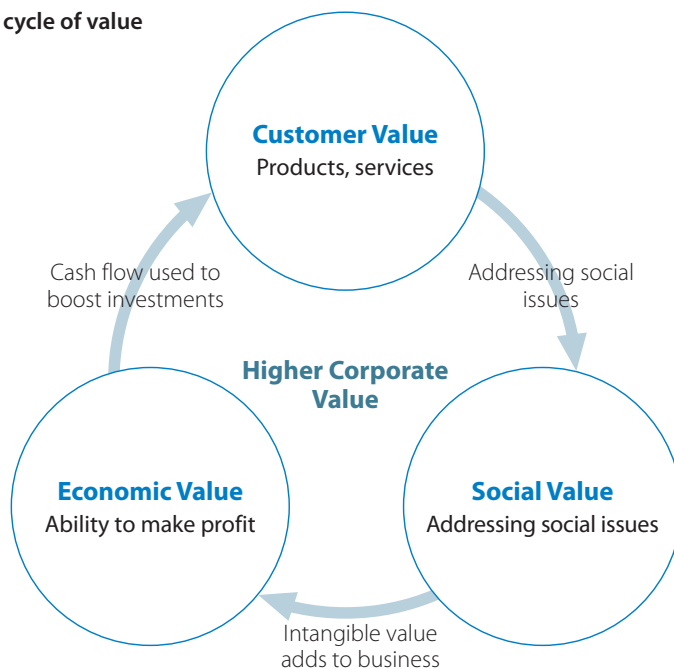 cycle of value
Customer Value
Products, services
Cash flow used to
boost investments
Addressing social
issues
Higher Corporate
Value
Economic Value
Ability to make profit
Social Value
Addressing social issues
Intangible value
adds to business